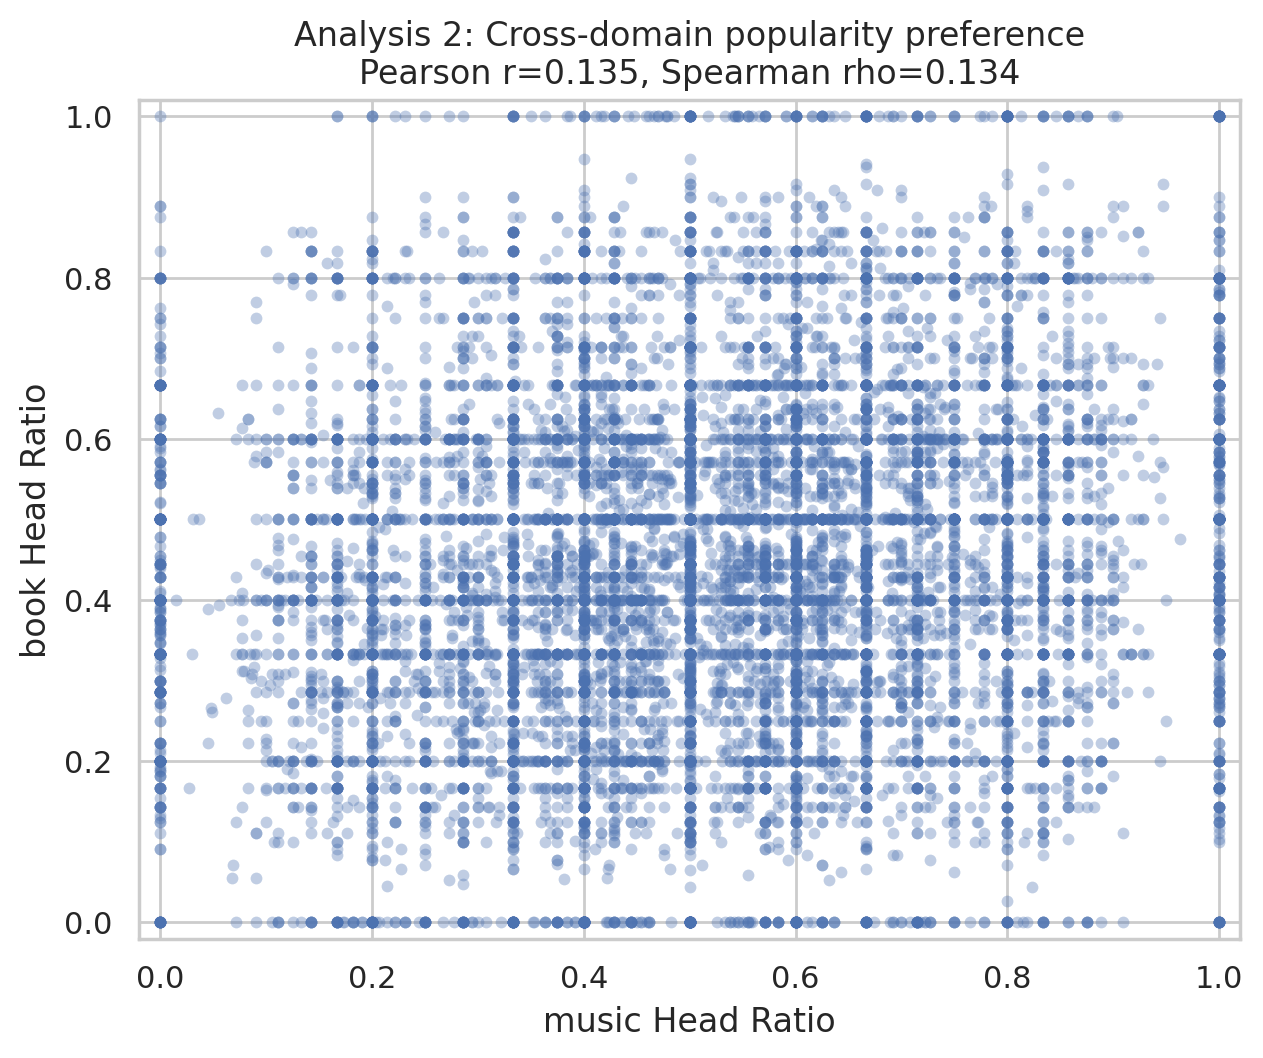 Analysis 2: Cross-domain popularity preference
Pearson r=0.135, Spearman rho=0.134
1.0
0.8
0.6
0.4
0.2
0.0
book Head Ratio
0.0 0.2 0.4 0.6 0.8 1.0
music Head Ratio